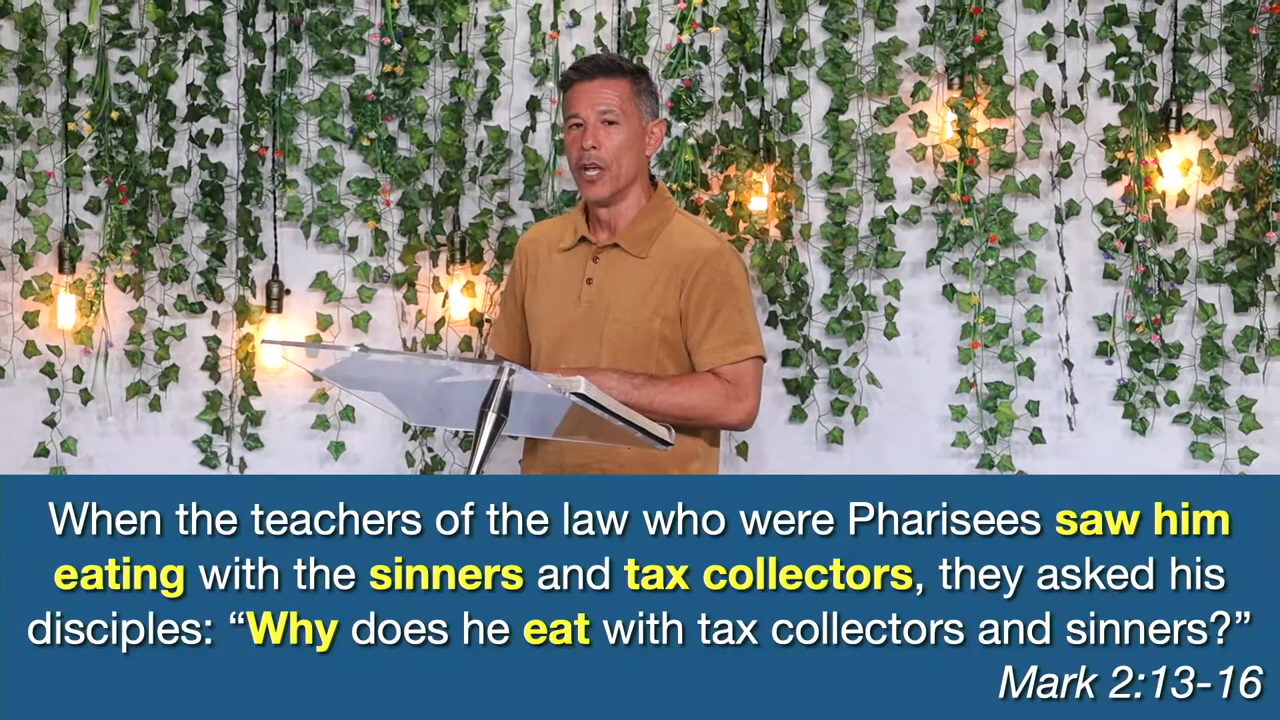 When the teachers of the law who were Pharisees saw him
eating with the sinners and tax collectors, they asked his
disciples: “Why does he eat with tax collectors and sinners?”
Mark 2:13-16